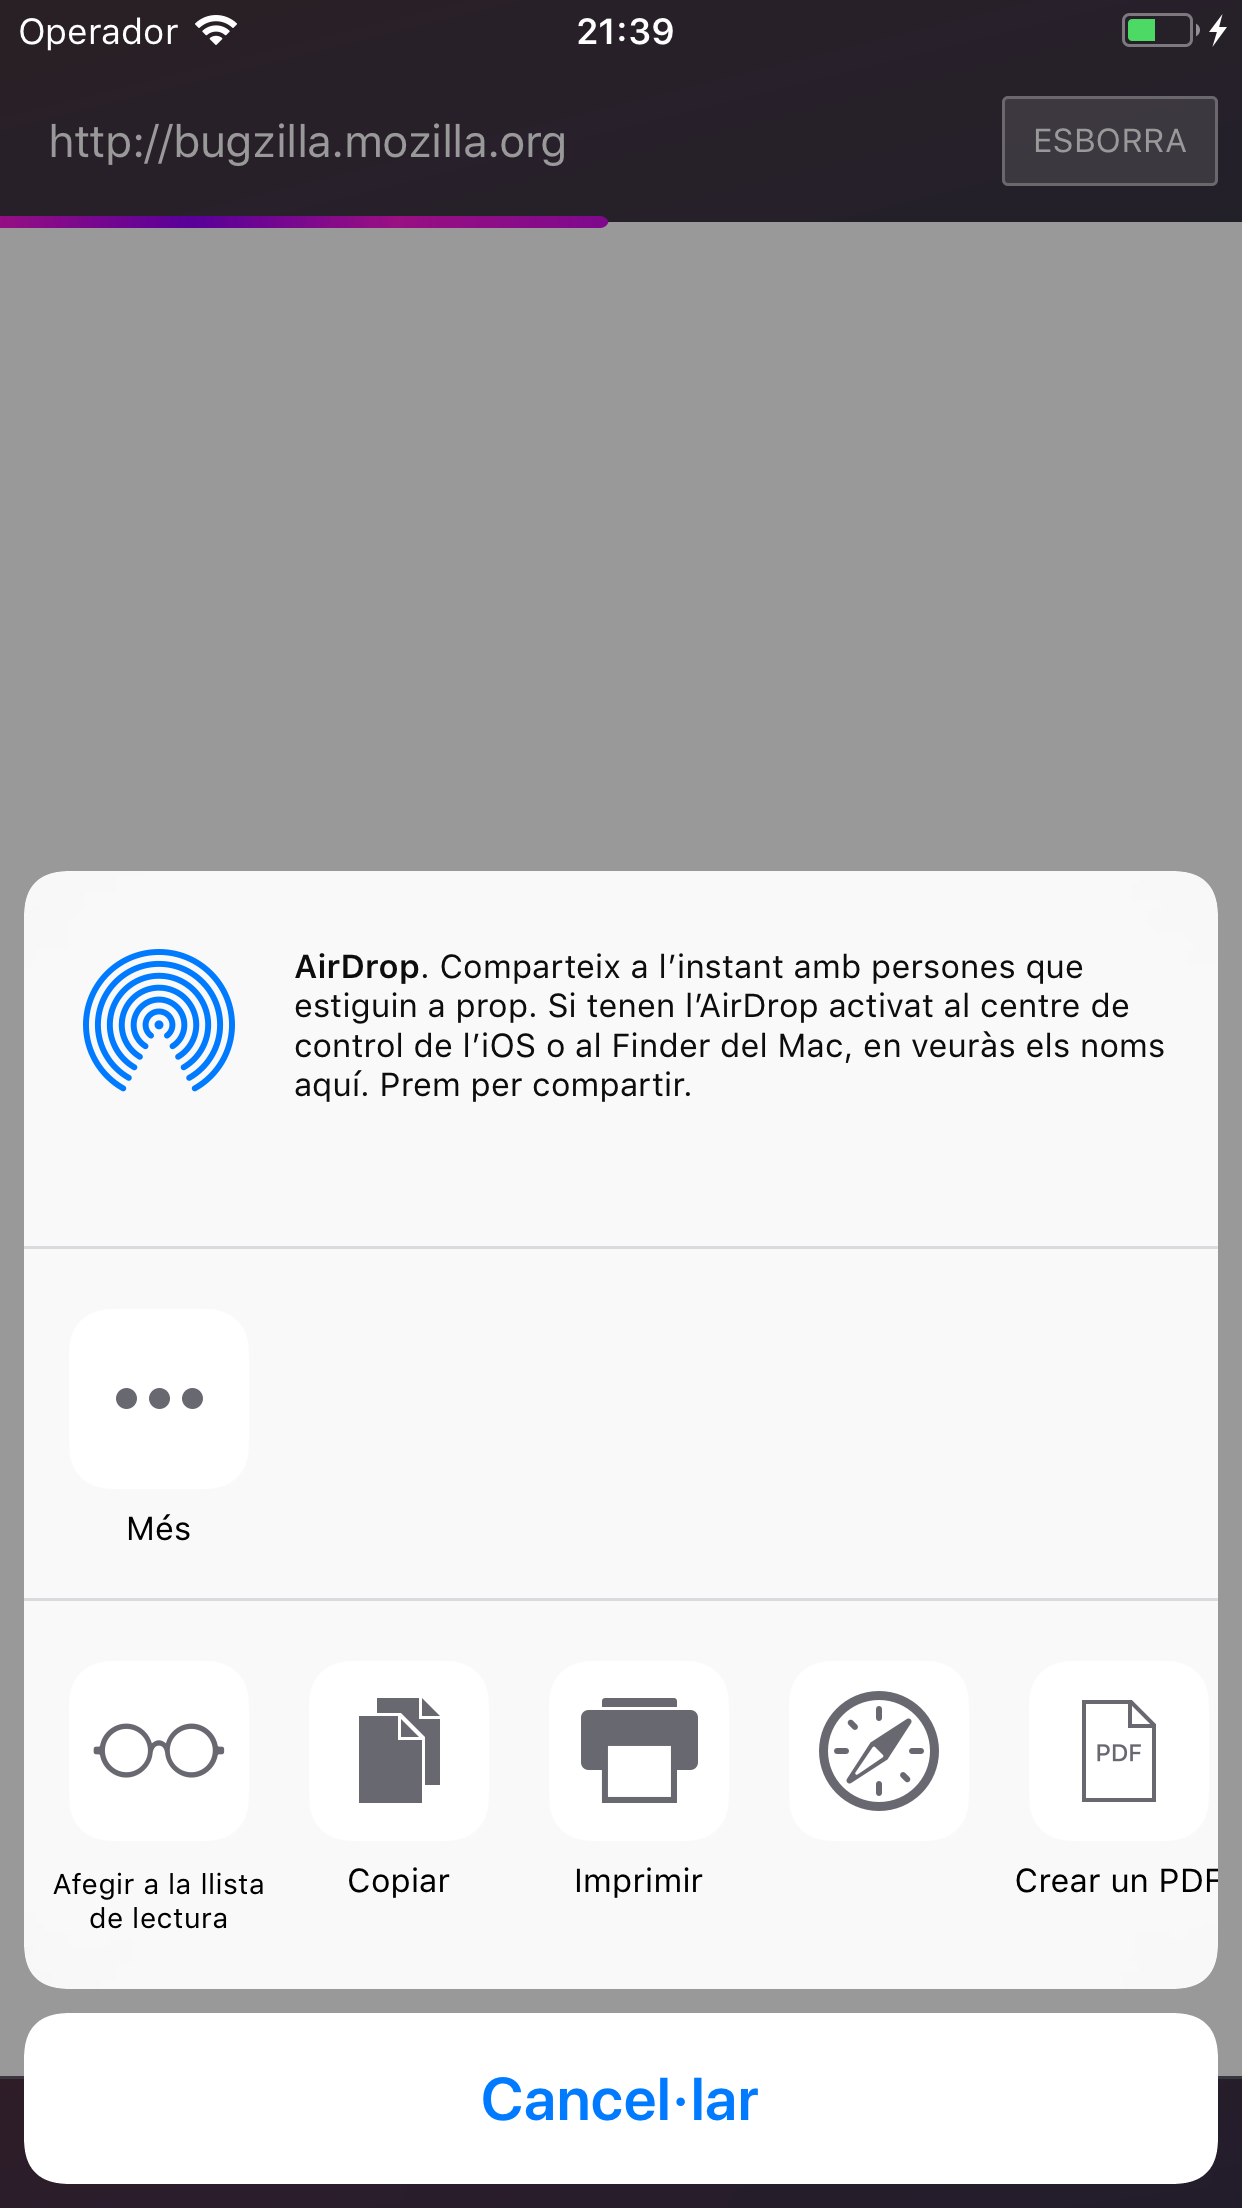 Operador 21:39
http://bugzilla.mozilla.org ESBORRA
AirDrop. Comparteix a l’instant amb persones que
estiguin a prop. Si tenen l’AirDrop activat al centre de
control de l’iOS o al Finder del Mac, en veuràs els noms
aquí. Prem per compartir.
Més
PDF
Afegir a la llista
de lectura
Copiar
Imprimir
Crear un PDF
Cancel·lar